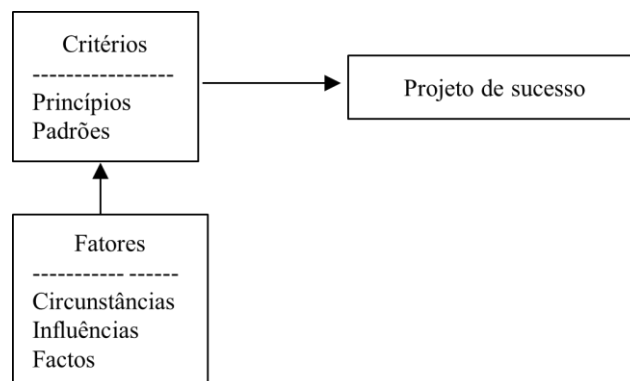 Critérios
-----------------
Princípios
Padrões
Projeto de sucesso
Fatores
----------- ------
Circunstâncias
Influências
Factos